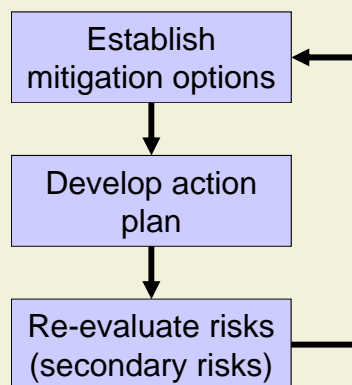 Establish
mitigation options
Develop action
plan
Re-evaluate risks
(secondary risks)